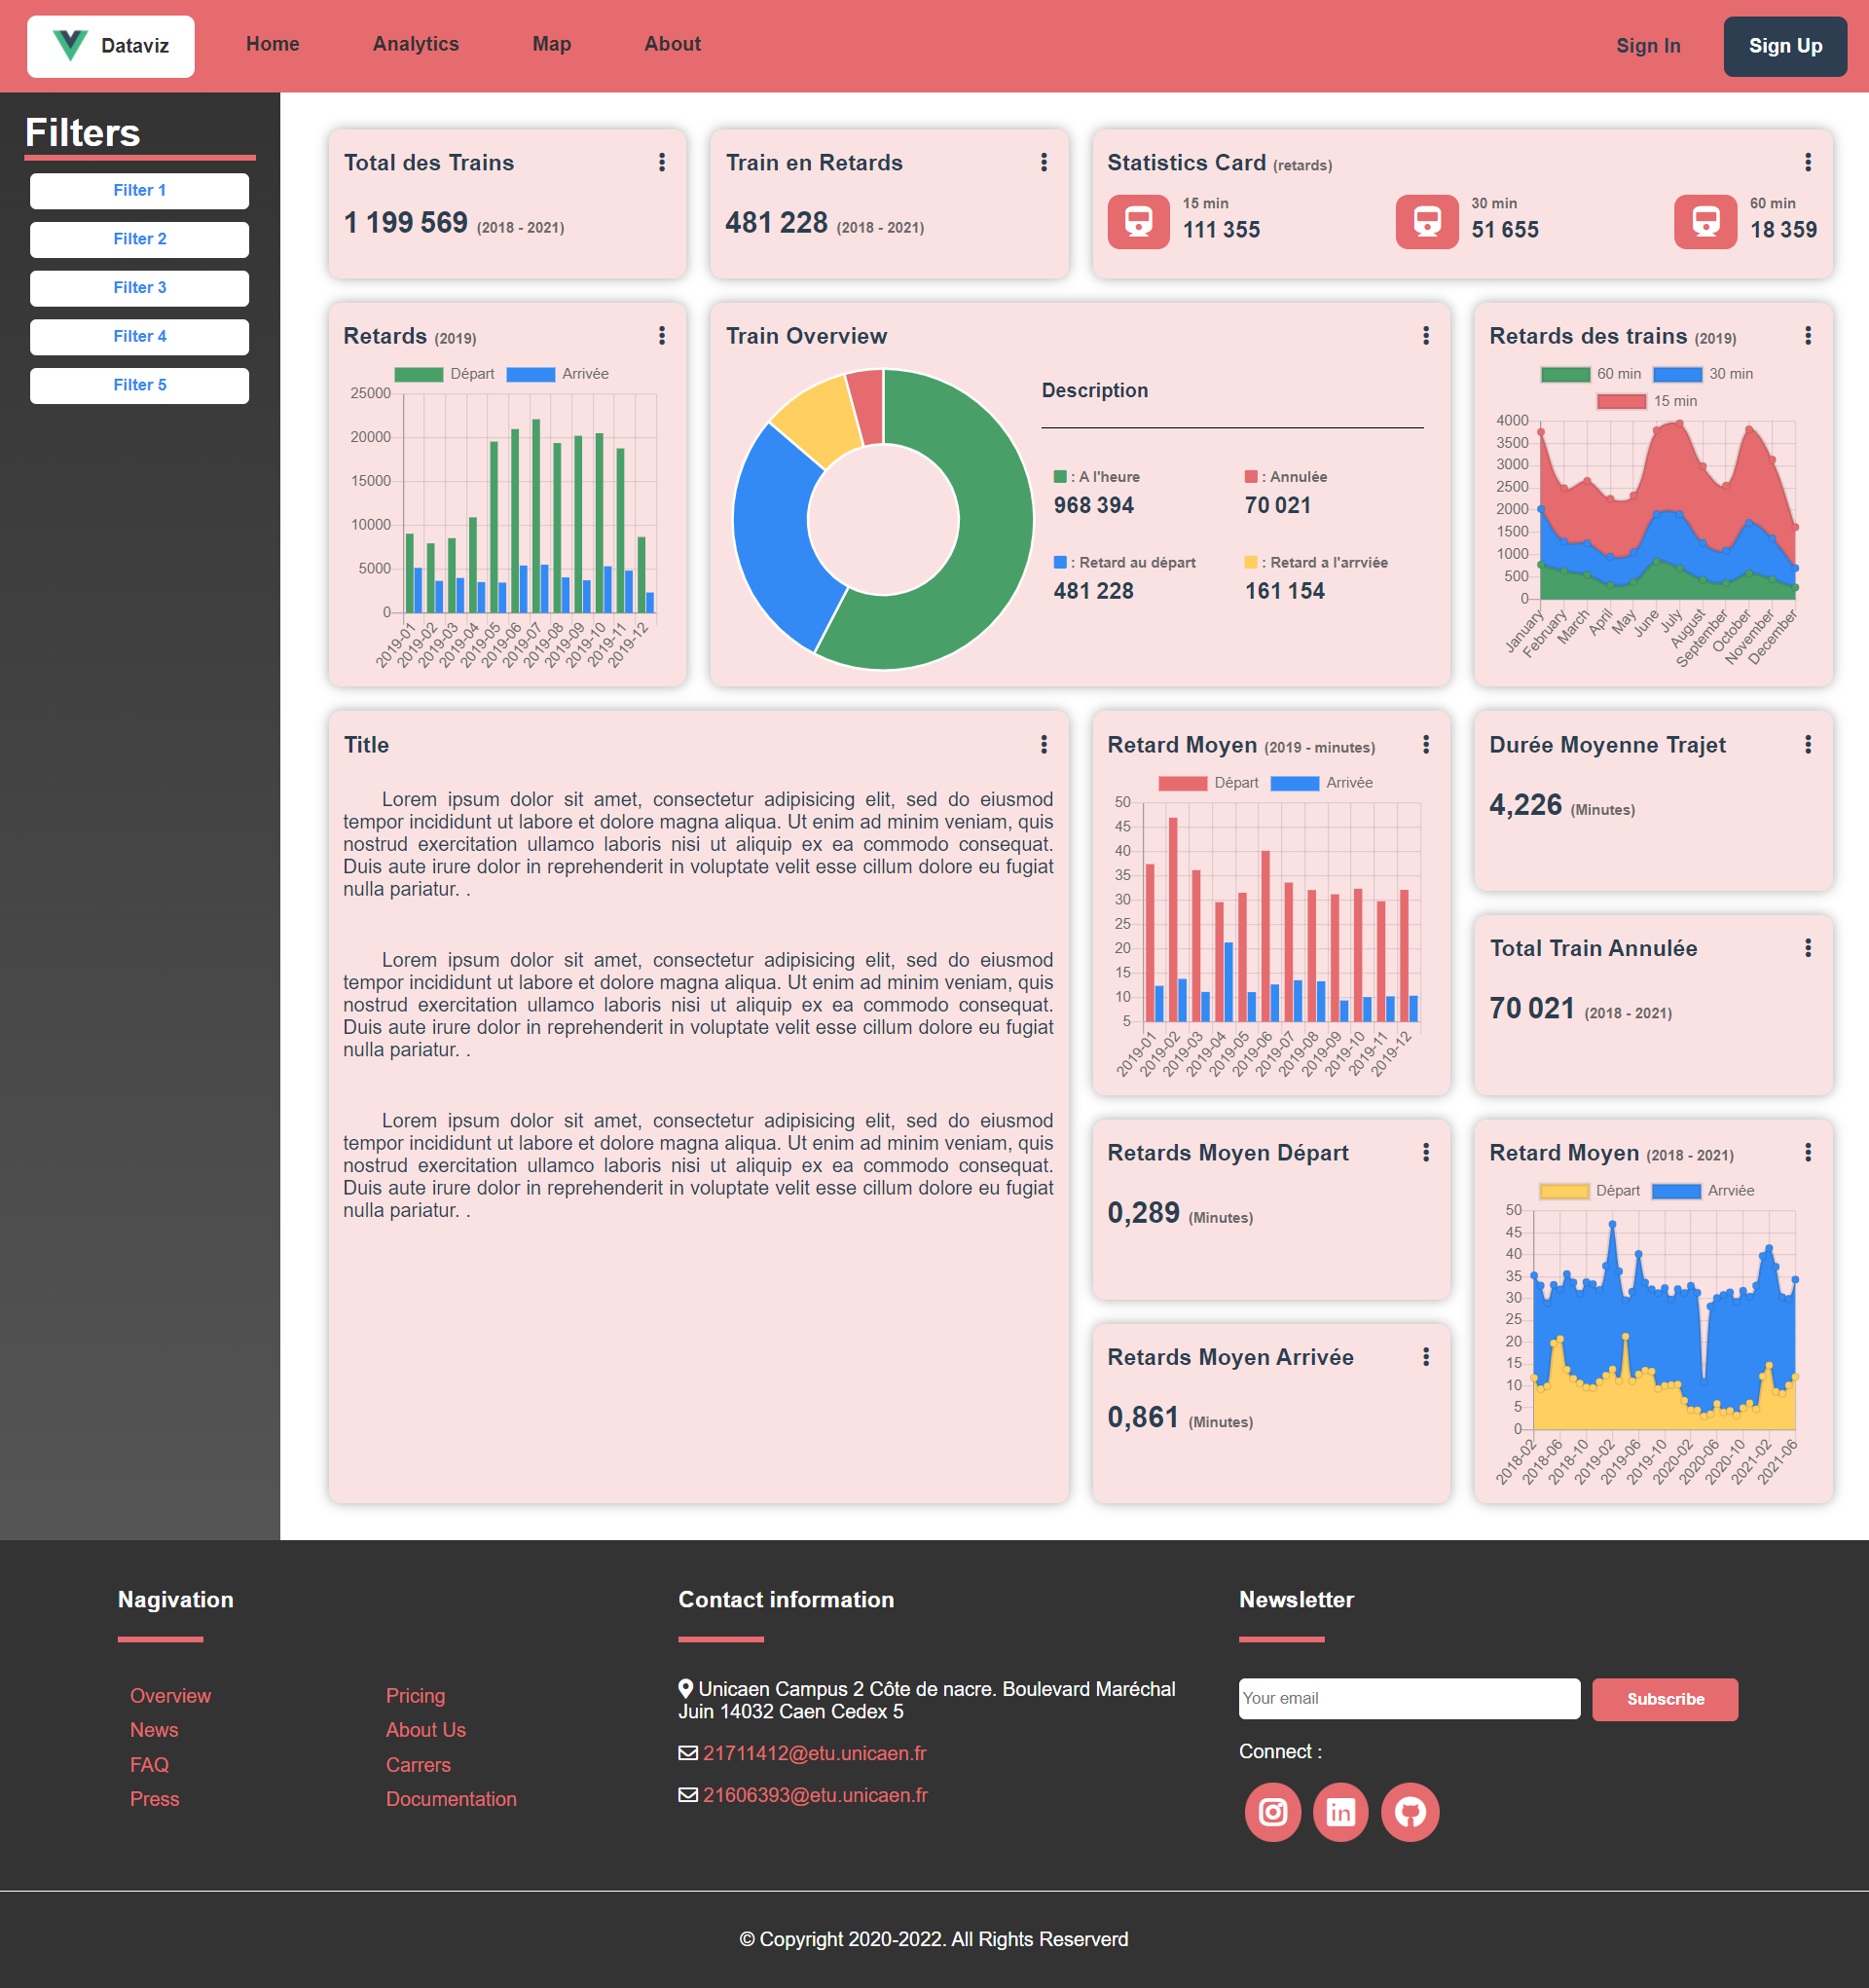 Dataviz
Home
Analytics
Map
About
Sign In
Sign Up
Filters
Filter 1
Filter 2
Filter 3
Filter 4
Filter 5
Total des Trains
1 199 569 (2018 - 2021)
Train en Retards
481 228 (2018 - 2021)
Statistics Card (retards)
15 min
111 355
30 min
51 655
60 min
18 359
Retards (2019)
Départ Arrivée
25000
20000
15000
10000
5000
0
2019-01
2019-02
2019-03
2019-04
2019-05
2019-06
2019-07
2019-08
2019-09
2019-10
2019-11
2019-12
Train Overview
Description
: A l'heure
968 394
: Annulée
70 021
: Retard au départ
481 228
: Retard a l'arrviée
161 154
Retards des trains (2019)
60 min 30 min
15 min
4000
3500
3000
2500
2000
1500
1000
500
0
January
February
March
April
May
June
July
August
September
October
November
December
Title
Lorem ipsum dolor sit amet, consectetur adipisicing elit, sed do eiusmod
tempor incididunt ut labore et dolore magna aliqua. Ut enim ad minim veniam, quis
nostrud exercitation ullamco laboris nisi ut aliquip ex ea commodo consequat.
Duis aute irure dolor in reprehenderit in voluptate velit esse cillum dolore eu fugiat
nulla pariatur. .
Lorem ipsum dolor sit amet, consectetur adipisicing elit, sed do eiusmod
tempor incididunt ut labore et dolore magna aliqua. Ut enim ad minim veniam, quis
nostrud exercitation ullamco laboris nisi ut aliquip ex ea commodo consequat.
Duis aute irure dolor in reprehenderit in voluptate velit esse cillum dolore eu fugiat
nulla pariatur. .
Lorem ipsum dolor sit amet, consectetur adipisicing elit, sed do eiusmod
tempor incididunt ut labore et dolore magna aliqua. Ut enim ad minim veniam, quis
nostrud exercitation ullamco laboris nisi ut aliquip ex ea commodo consequat.
Duis aute irure dolor in reprehenderit in voluptate velit esse cillum dolore eu fugiat
nulla pariatur. .
Retard Moyen (2019 - minutes)
Départ Arrivée
50
45
40
35
30
25
20
15
10
5
2019-01
2019-02
2019-03
2019-04
2019-05
2019-06
2019-07
2019-08
2019-09
2019-10
2019-11
2019-12
Durée Moyenne Trajet
4,226 (Minutes)
Total Train Annulée
70 021 (2018 - 2021)
Retards Moyen Départ
0,289 (Minutes)
Retards Moyen Arrivée
0,861 (Minutes)
Retard Moyen (2018 - 2021)
Départ Arrviée
50
45
40
35
30
25
20
15
10
5
0
2018-02
2018-06
2018-10
2019-02
2019-06
2019-10
2020-02
2020-06
2020-10
2021-02
2021-06
Nagivation
Overview
News
FAQ
Press
Pricing
About Us
Carrers
Documentation
Contact information
Unicaen Campus 2 Côte de nacre. Boulevard Maréchal
Juin 14032 Caen Cedex 5
21711412@etu.unicaen.fr
21606393@etu.unicaen.fr
Newsletter
Your email
Subscribe
Connect :
in
© Copyright 2020-2022. All Rights Reserverd